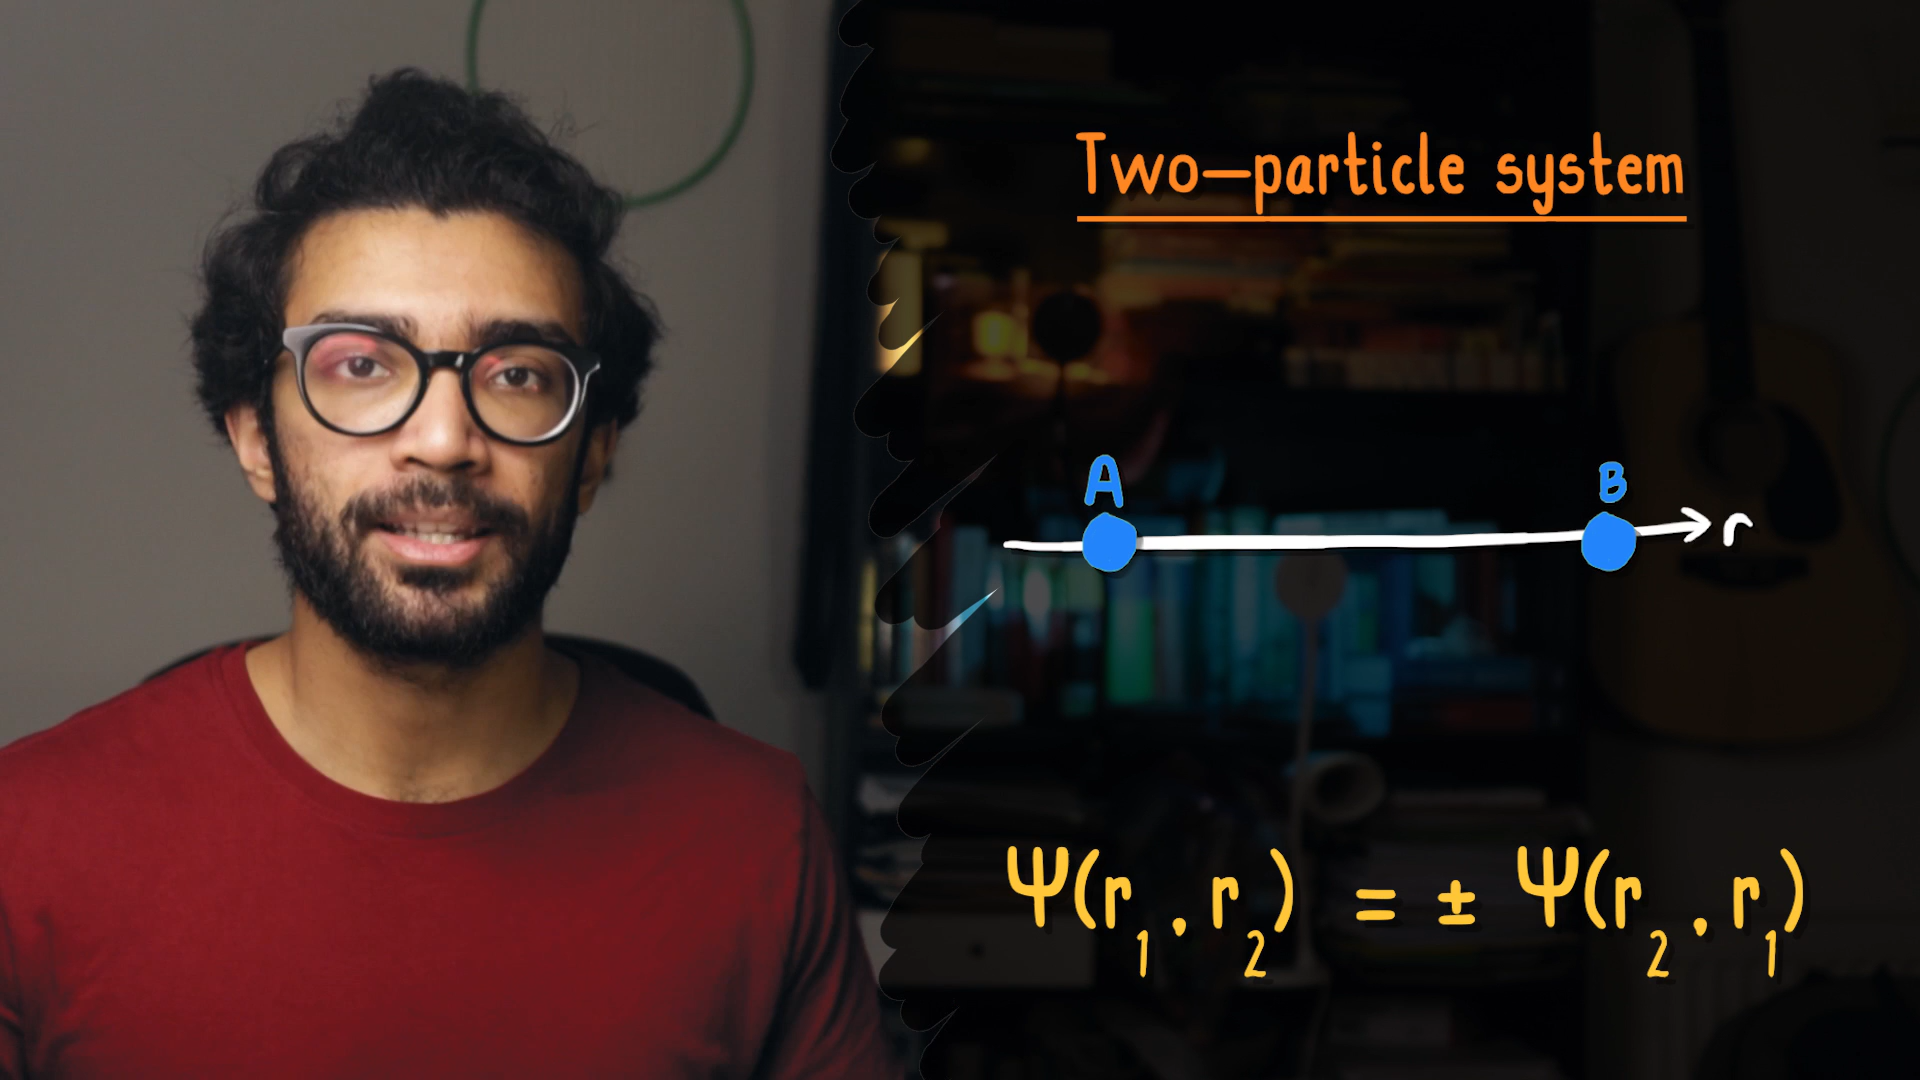 Two—particle system
A
B
r
Ψ(r₁, r₂) = ± Ψ(r₂, r₁)